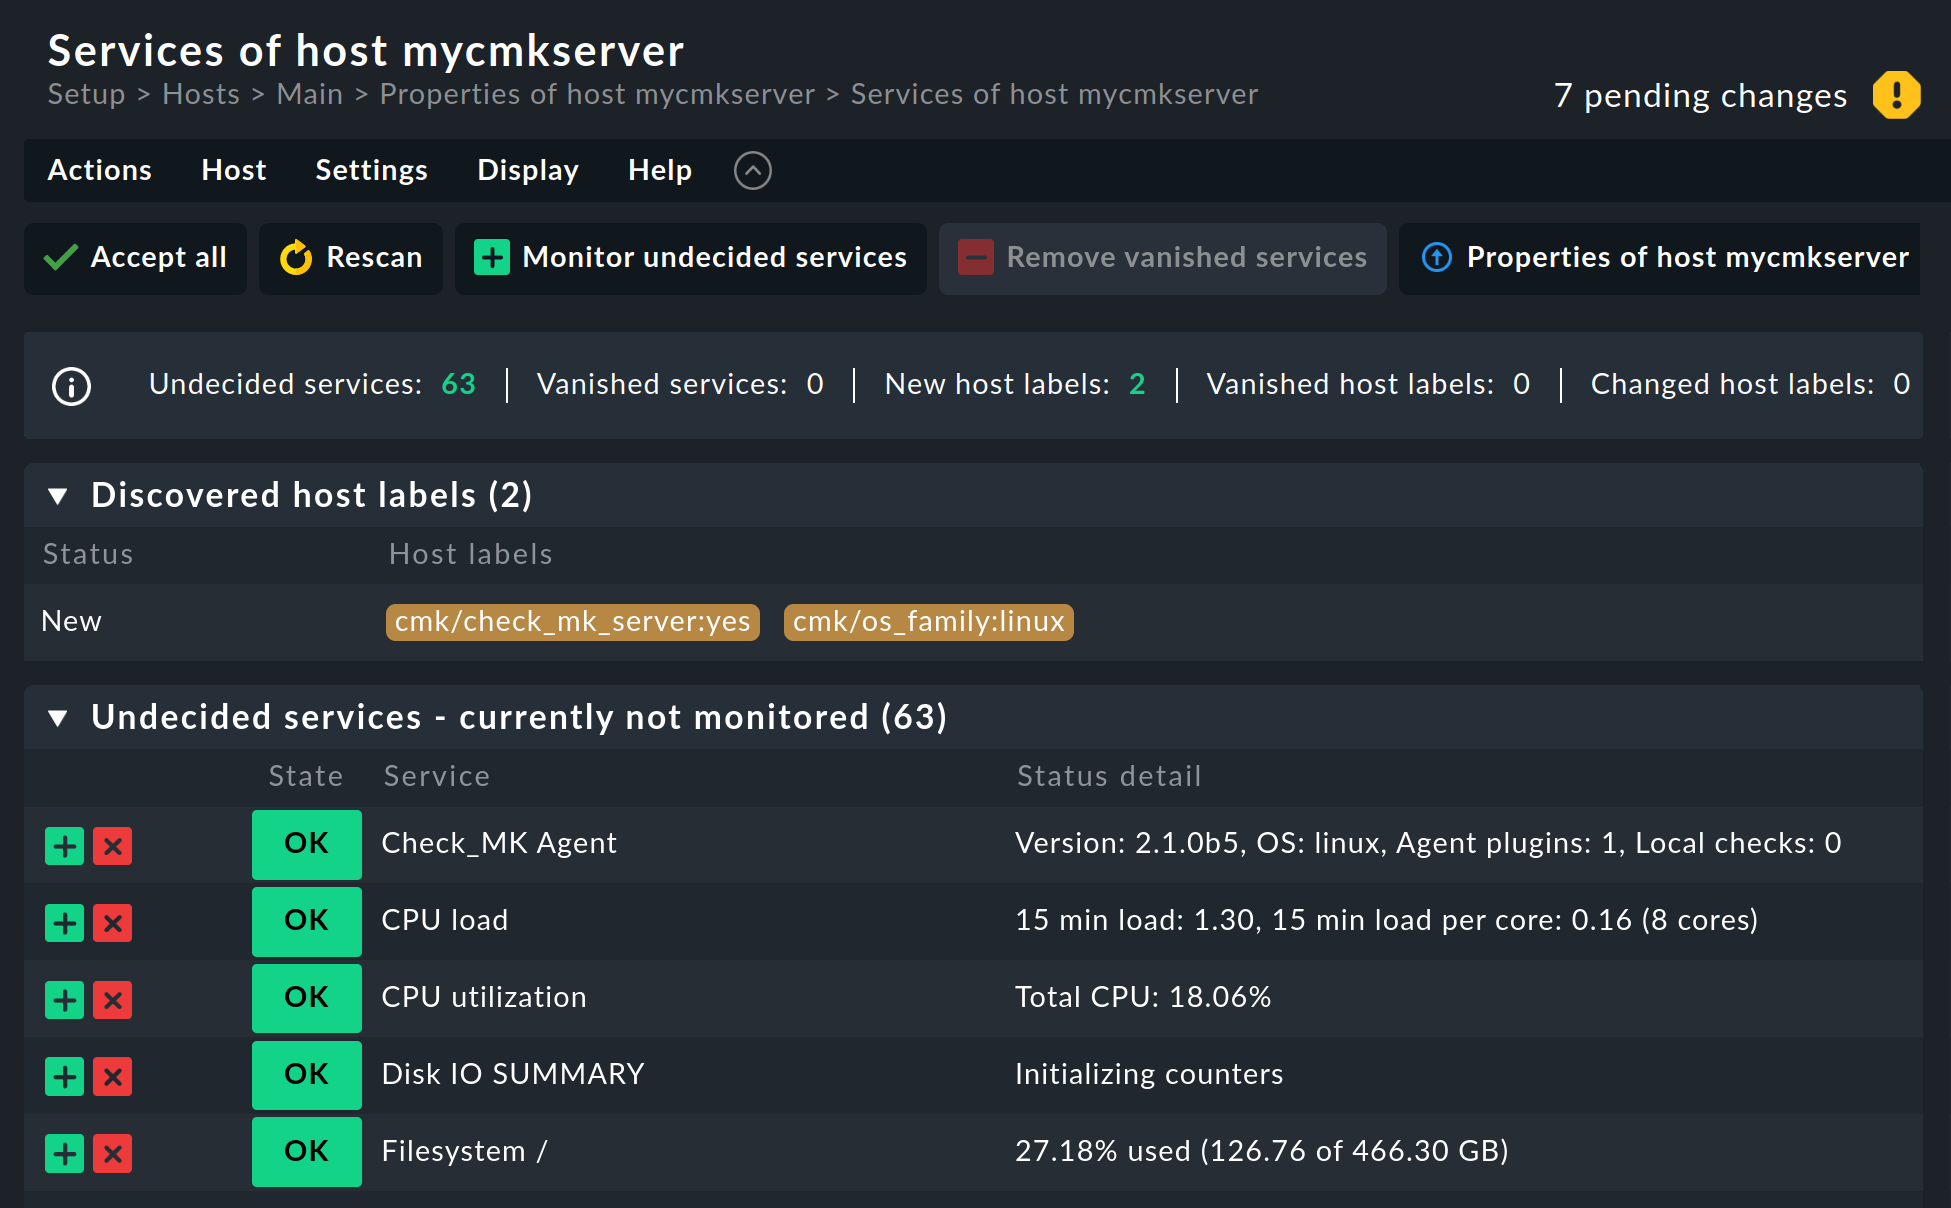 Services of host mycmkserver
Setup > Hosts > Main > Properties of host mycmkserver > Services of host mycmkserver
7 pending changes
Actions Host Settings Display Help
Accept all Rescan Monitor undecided services Remove vanished services Properties of host mycmkserver
Undecided services: 63 | Vanished services: 0 | New host labels: 2 | Vanished host labels: 0 | Changed host labels: 0
Discovered host labels (2)
Status Host labels
New cmk/check_mk_server:yes cmk/os_family:linux
Undecided services - currently not monitored (63)
State Service Status detail
OK Check_MK Agent Version: 2.1.0b5, OS: linux, Agent plugins: 1, Local checks: 0
OK CPU load 15 min load: 1.30, 15 min load per core: 0.16 (8 cores)
OK CPU utilization Total CPU: 18.06%
OK Disk IO SUMMARY Initializing counters
OK Filesystem / 27.18% used (126.76 of 466.30 GB)